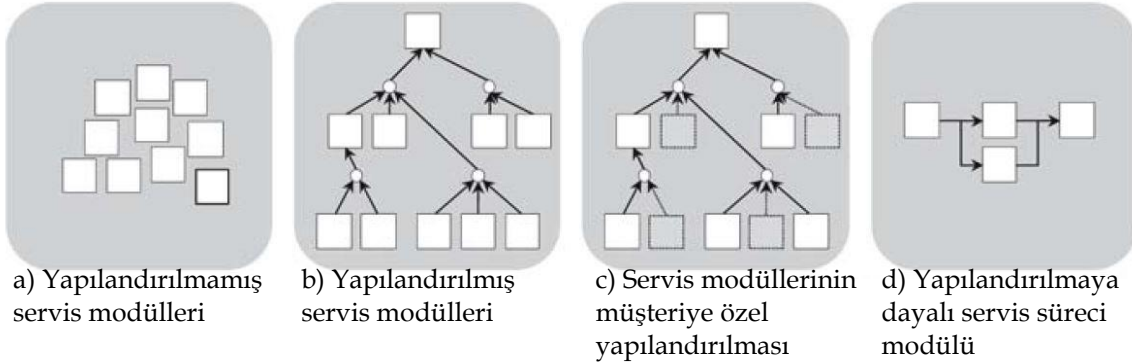 a) Yapılandırılmamış
servis modülleri
b) Yapılandırılmış
servis modülleri
c) Servis modüllerinin
müşteriye özel
yapılandırılması
d) Yapılandırılmaya
dayalı servis süreci
modülü